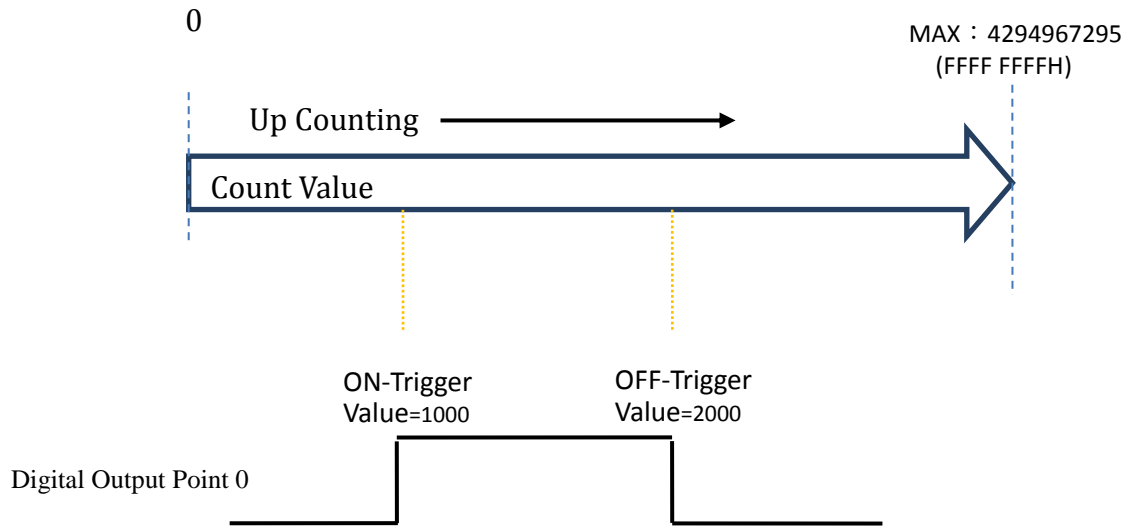 0
MAX：4294967295
(FFFF FFFFH)
Up Counting
Count Value
ON-Trigger
Value=1000
OFF-Trigger
Value=2000
Digital Output Point 0